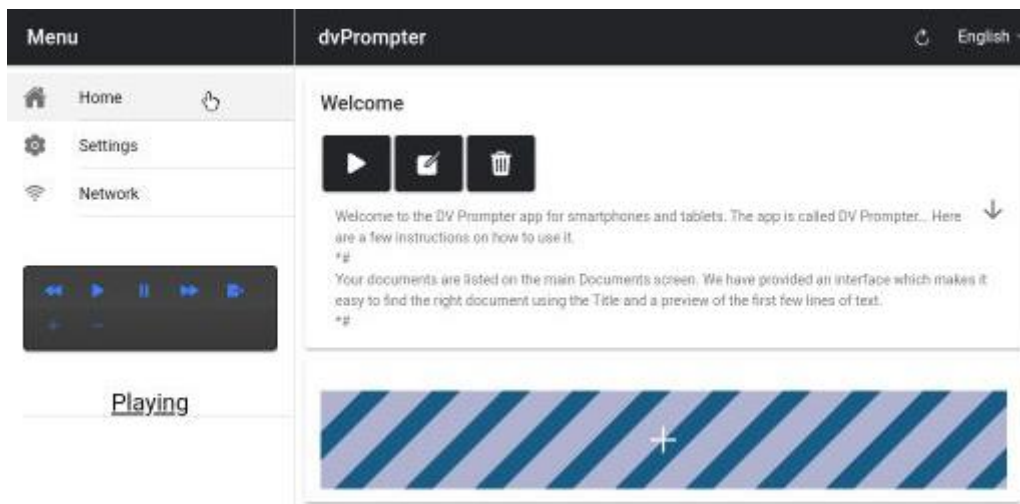 Menu
dvPrompter
English
Home
Settings
Network
Playing
Welcome
Welcome to the DV Prompter app for smartphones and tablets. The app is called DV Prompter... Here
are a few instructions on how to use it.
*#
Your documents are listed on the main Documents screen. We have provided an interface which makes it
easy to find the right document using the Title and a preview of the first few lines of text.
*#